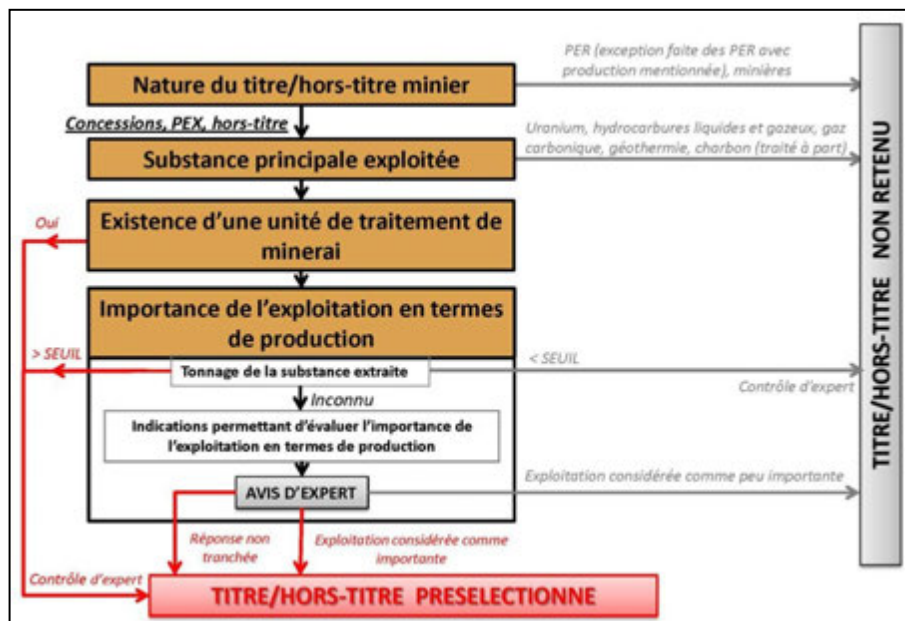 PER (exception faite des PER avec
production mentionnée), minières
Nature du titre/hors-titre minier
Concessions, PEX, hors-titre
Uranium, hydrocarbures liquides et gazeux, gaz
carbonique, géothermie, charbon (traité à part)
Substance principale exploitée
Oui
Existence d'une unité de traitement de
minerai
Importance de l'exploitation en termes
de production
> SEUIL
Tonnage de la substance extraite
< SEUIL
Contrôle d'expert
Inconnu
Indications permettant d'évaluer l'importance de
l'exploitation en termes de production
AVIS D'EXPERT
Exploitation considérée comme peu importante
Réponse non
tranchée
Exploitation considérée comme
importante
Contrôle d'expert
TITRE/HORS-TITRE PRESELECTIONNE
TITRE/HORS-TITRE NON RETENU